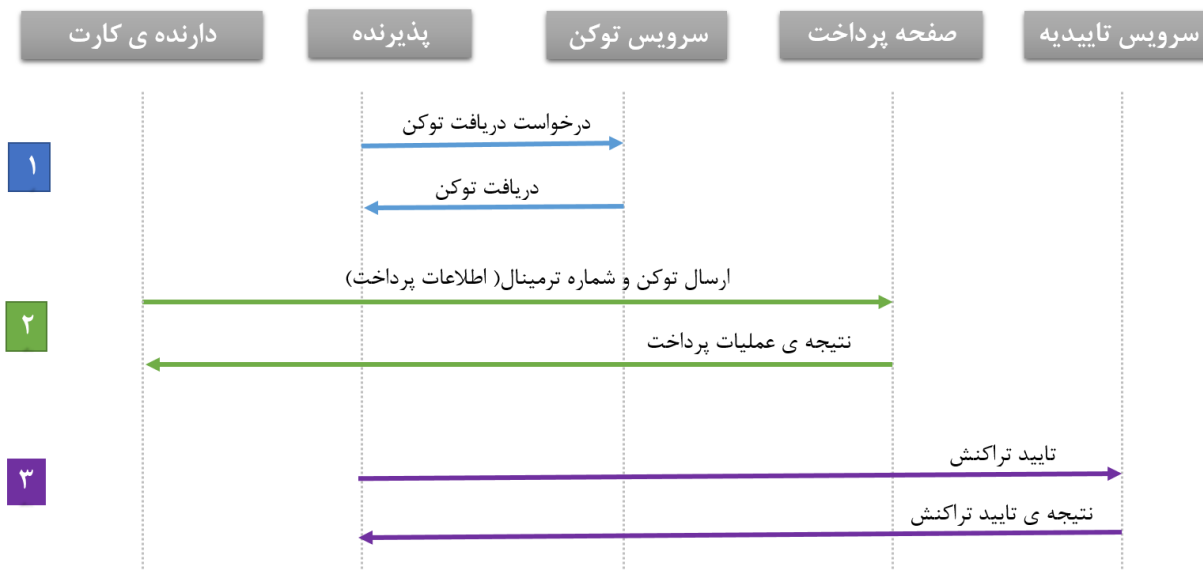 دارنده ی کارت
پذیرنده
سرویس توکن
صفحه پرداخت
سرویس تاییدیه
۱
درخواست دریافت توکن
دریافت توکن
۲
ارسال توکن و شماره ترمینال( اطلاعات پرداخت)
نتیجه ی عملیات پرداخت
۳
تایید تراکنش
نتیجه ی تایید تراکنش